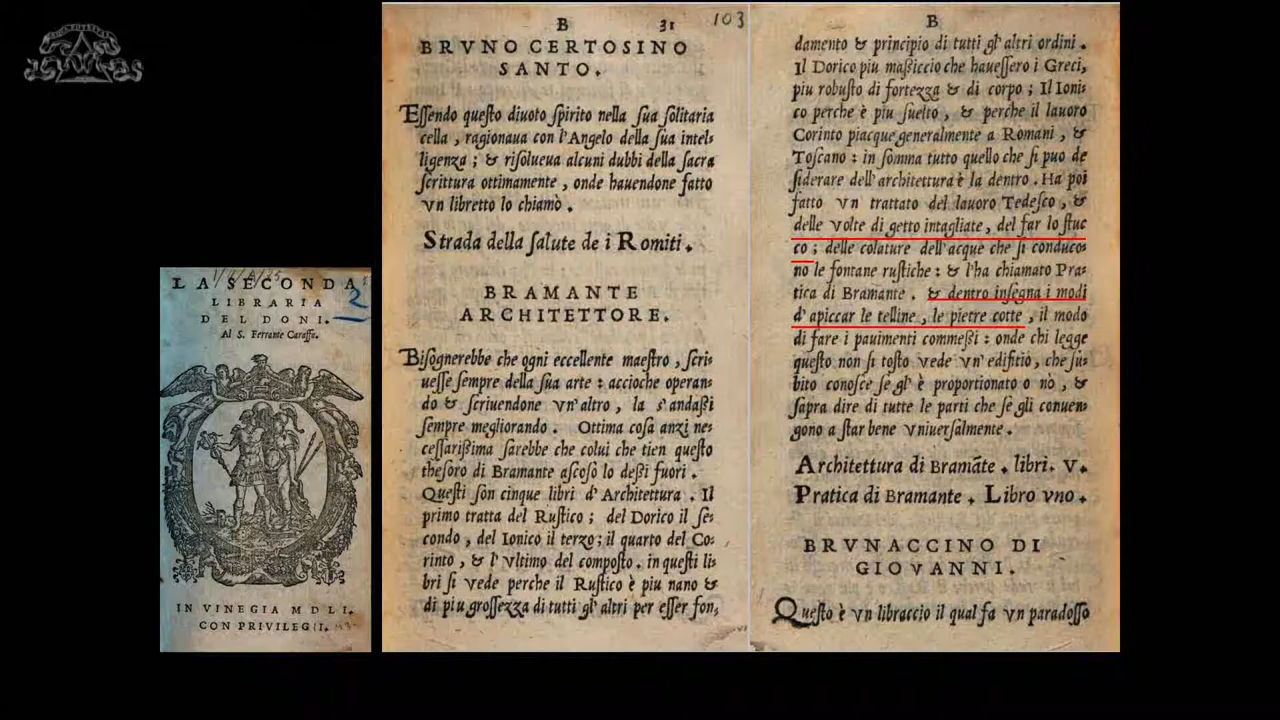 LA SECONDA
LIBRARIA
DEL DONI.
Al S. Ferrante Caraffa.
2
IN VINEGIA MDLI.
CON PRIVILEGII.
B 31 103
BRVNO CERTOSINO
SANTO.
Eſſendo queſto diuoto ſpirito nella ſua ſolitaria
cella, ragionaua con l'Angelo della ſua intel-
ligenza; & riſolueua alcuni dubbi della ſacra
ſcrittura ottimamente, onde hauendone fatto
vn libretto lo chiamò.
Strada della ſalute de i Romiti.
BRAMANTE
ARCHITETTORE.
Biſognerebbe che ogni eccellente maeſtro, ſcri-
ueſſe ſempre della ſua arte: accioche operan-
do & ſcriuendone vn'altro, la s'andaßi
ſempre megliorando. Ottima coſa anzi ne-
ceſſarißima ſarebbe che colui che tien queſto
theſoro di Bramante aſcoſo lo deßi fuori.
Queſti ſon cinque libri d'Architettura. Il
primo tratta del Ruſtico; del Dorico il ſe-
condo, del Ionico il terzo; il quarto del Co-
rinto, & l'vltimo del compoſto. in queſti li-
bri ſi vede perche il Ruſtico è piu nano &
di piu groſſezza di tutti gl'altri per eſſer fon-
B
damento & principio di tutti gl'altri ordini.
Il Dorico piu maßiccio che haueſſero i Greci,
piu robuſto di fortezza & di corpo; Il Ioni-
co perche è piu ſuelto, & perche il lauoro
Corinto piacque generalmente a Romani, &
Toſcano: in ſomma tutto quello che ſi puo de
ſiderare dell'architettura è la dentro. Ha poi
fatto vn trattato del lauoro Tedeſco, &
delle volte di getto intagliate, del far lo ſtuc
co; delle colature dell'acque che ſi conduco-
no le fontane ruſtiche: & l'ha chiamato Pra-
tica di Bramante. & dentro inſegna i modi
d'apiccar le telline, le pietre cotte, il modo
di fare i pauimenti commeßi: onde chi legge
queſto non ſi toſto vede vn'edifitio, che ſu-
bito conoſce ſe gl'è proportionato o nò, &
ſapra dire di tutte le parti che ſe gli conuen-
gono a ſtar bene vniuerſalmente.
Architettura di Bramãte. libri. V.
Pratica di Bramante. Libro vno.
BRVNACCINO DI
GIOVANNI.
Queſto è vn libraccio il qual fa vn paradoſſo